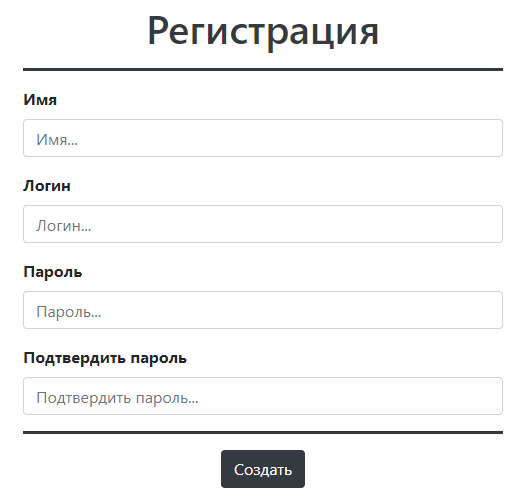 Регистрация
Имя
Имя...
Логин
Логин...
Пароль
Пароль...
Подтвердить пароль
Подтвердить пароль...
Создать